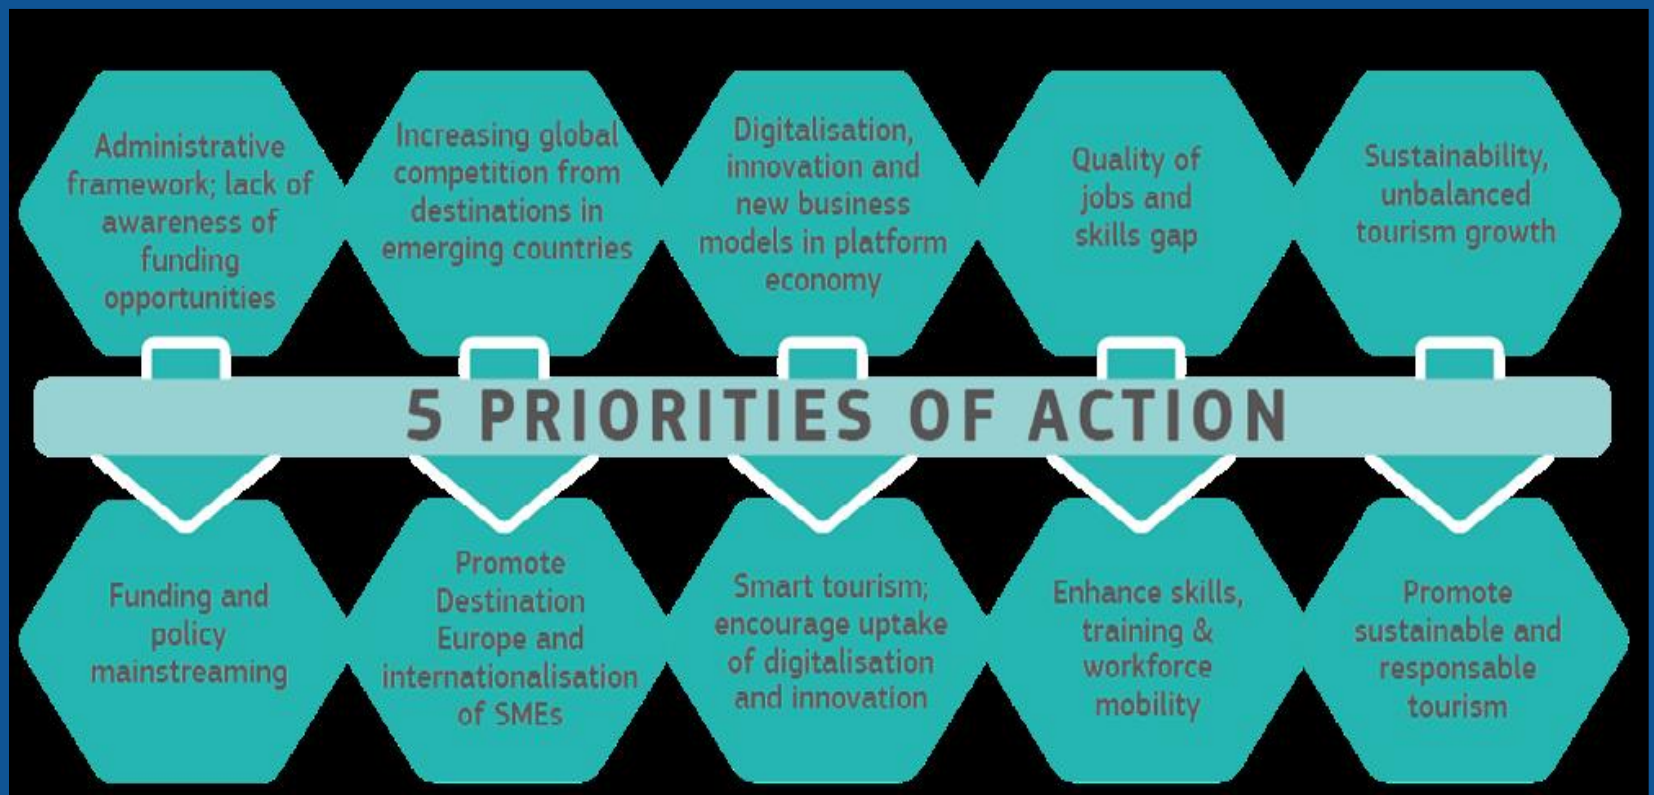 Administrative
framework; lack of
awareness of
funding
opportunities
Increasing global
competition from
destinations in
emerging countries
Digitalisation,
innovation and
new business
models in platform
economy
Quality of
jobs and
skills gap
Sustainability,
unbalanced
tourism growth
5 PRIORITIES OF ACTION
Funding and
policy
mainstreaming
Promote
Destination
Europe and
internationalisation
of SMEs
Smart tourism;
encourage uptake
of digitalisation
and innovation
Enhance skills,
training &
workforce
mobility
Promote
sustainable and
responsable
tourism